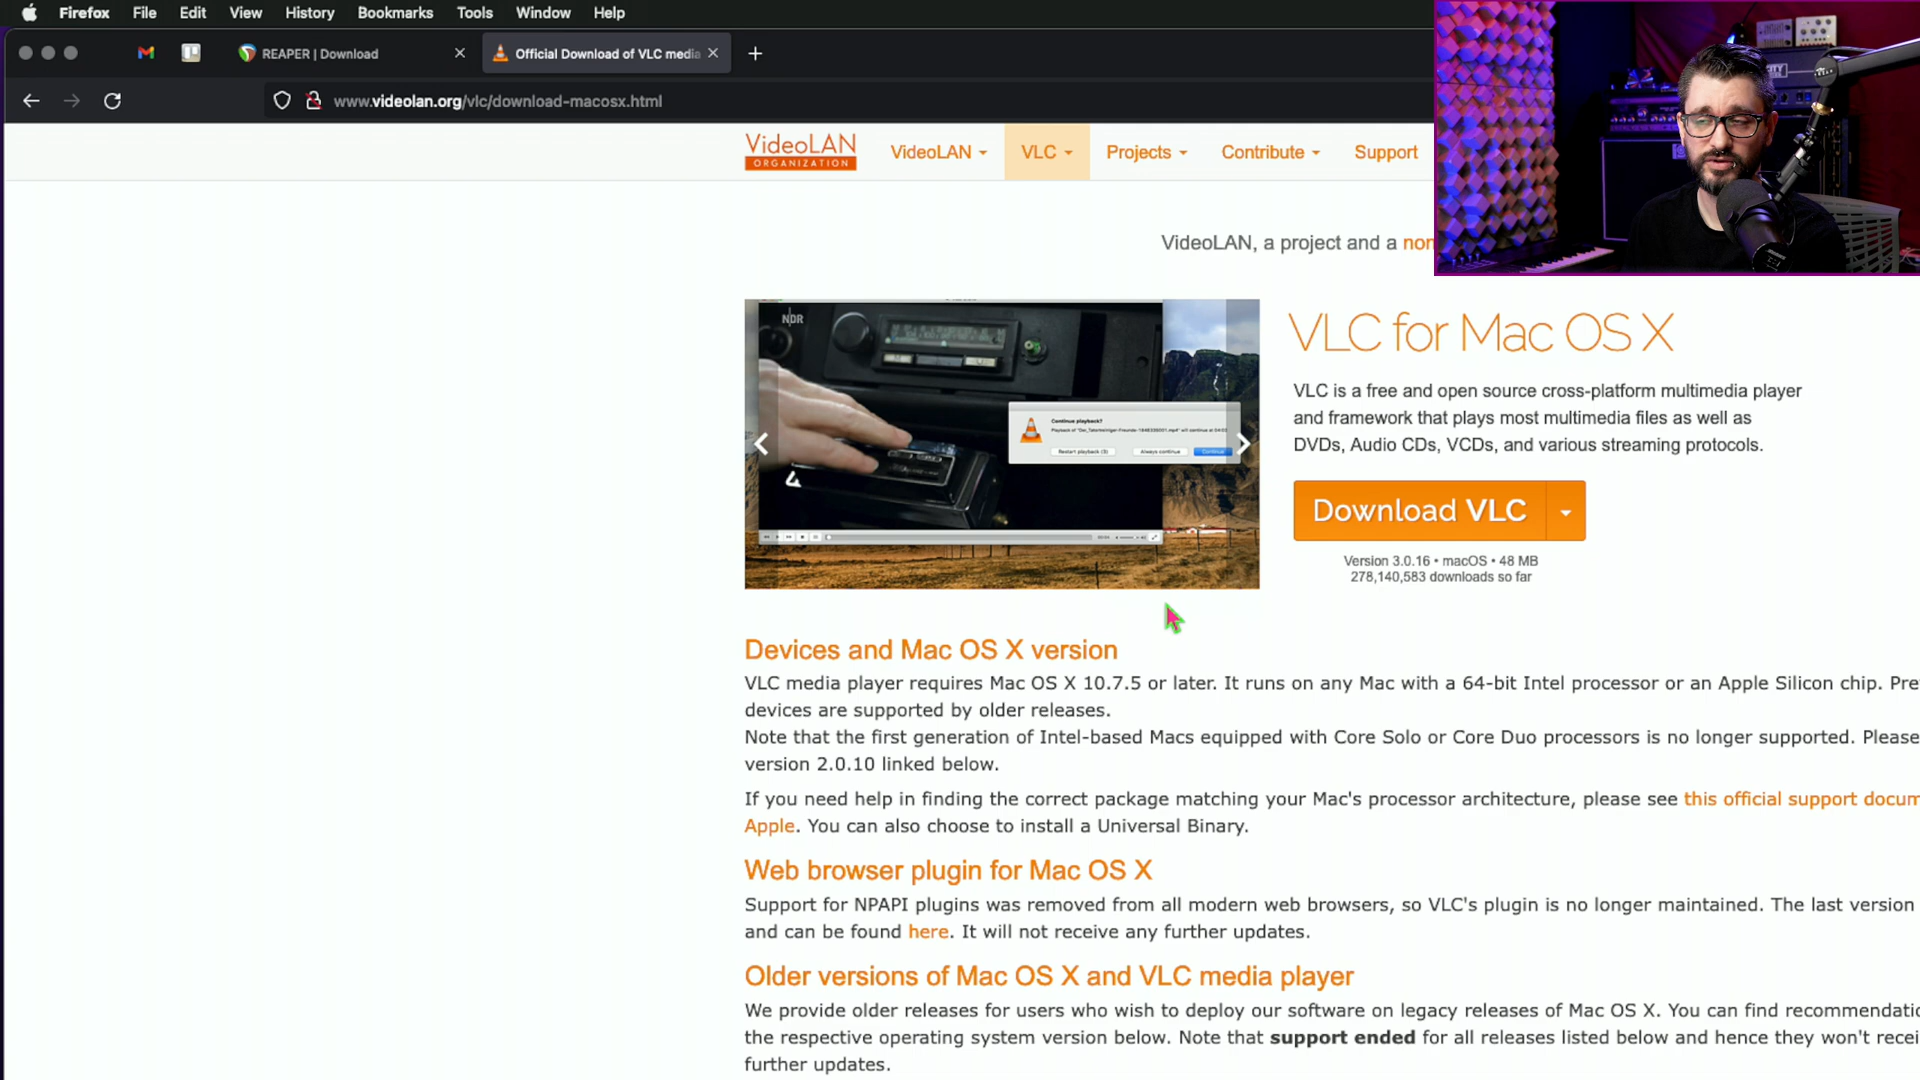 Firefox File Edit View History Bookmarks Tools Window Help
REAPER | Download
Official Download of VLC media
www.videolan.org/vlc/download-macosx.html
VideoLAN
ORGANIZATION
VideoLAN VLC Projects Contribute Support
VideoLAN, a project and a non
NDR
Continue playback?
Restart playback Always continue Continue
VLC for Mac OS X
VLC is a free and open source cross-platform multimedia player
and framework that plays most multimedia files as well as
DVDs, Audio CDs, VCDs, and various streaming protocols.
Download VLC
Version 3.0.16 • macOS • 48 MB
278,140,583 downloads so far
Devices and Mac OS X version
VLC media player requires Mac OS X 10.7.5 or later. It runs on any Mac with a 64-bit Intel processor or an Apple Silicon chip. Pre
devices are supported by older releases.
Note that the first generation of Intel-based Macs equipped with Core Solo or Core Duo processors is no longer supported. Please
version 2.0.10 linked below.
If you need help in finding the correct package matching your Mac's processor architecture, please see this official support docum
Apple. You can also choose to install a Universal Binary.
Web browser plugin for Mac OS X
Support for NPAPI plugins was removed from all modern web browsers, so VLC's plugin is no longer maintained. The last version
and can be found here. It will not receive any further updates.
Older versions of Mac OS X and VLC media player
We provide older releases for users who wish to deploy our software on legacy releases of Mac OS X. You can find recommendatio
the respective operating system version below. Note that support ended for all releases listed below and hence they won't recei
further updates.